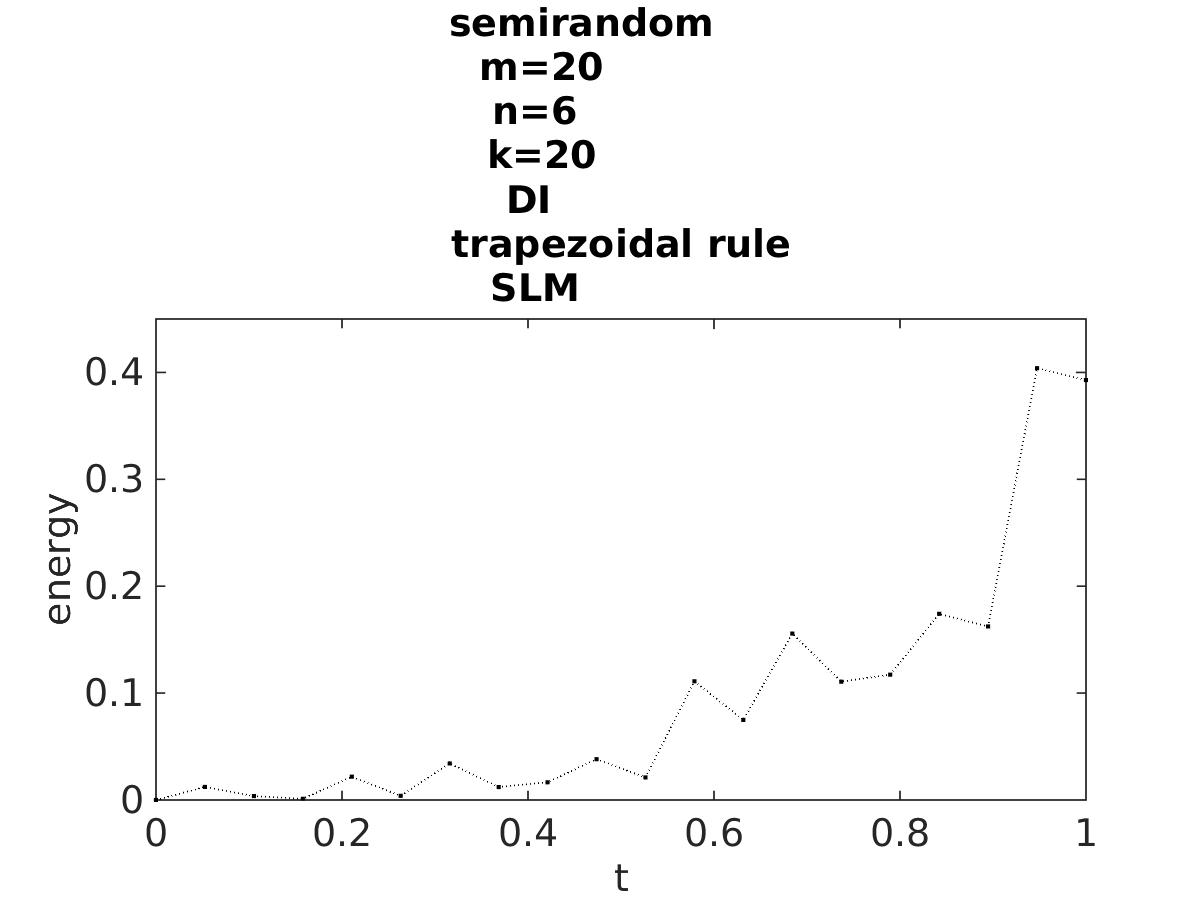 semirandom
m=20
n=6
k=20
DI
trapezoidal rule
SLM
0.4
0.3
0.2
0.1
0
energy
0 0.2 0.4 0.6 0.8 1
t